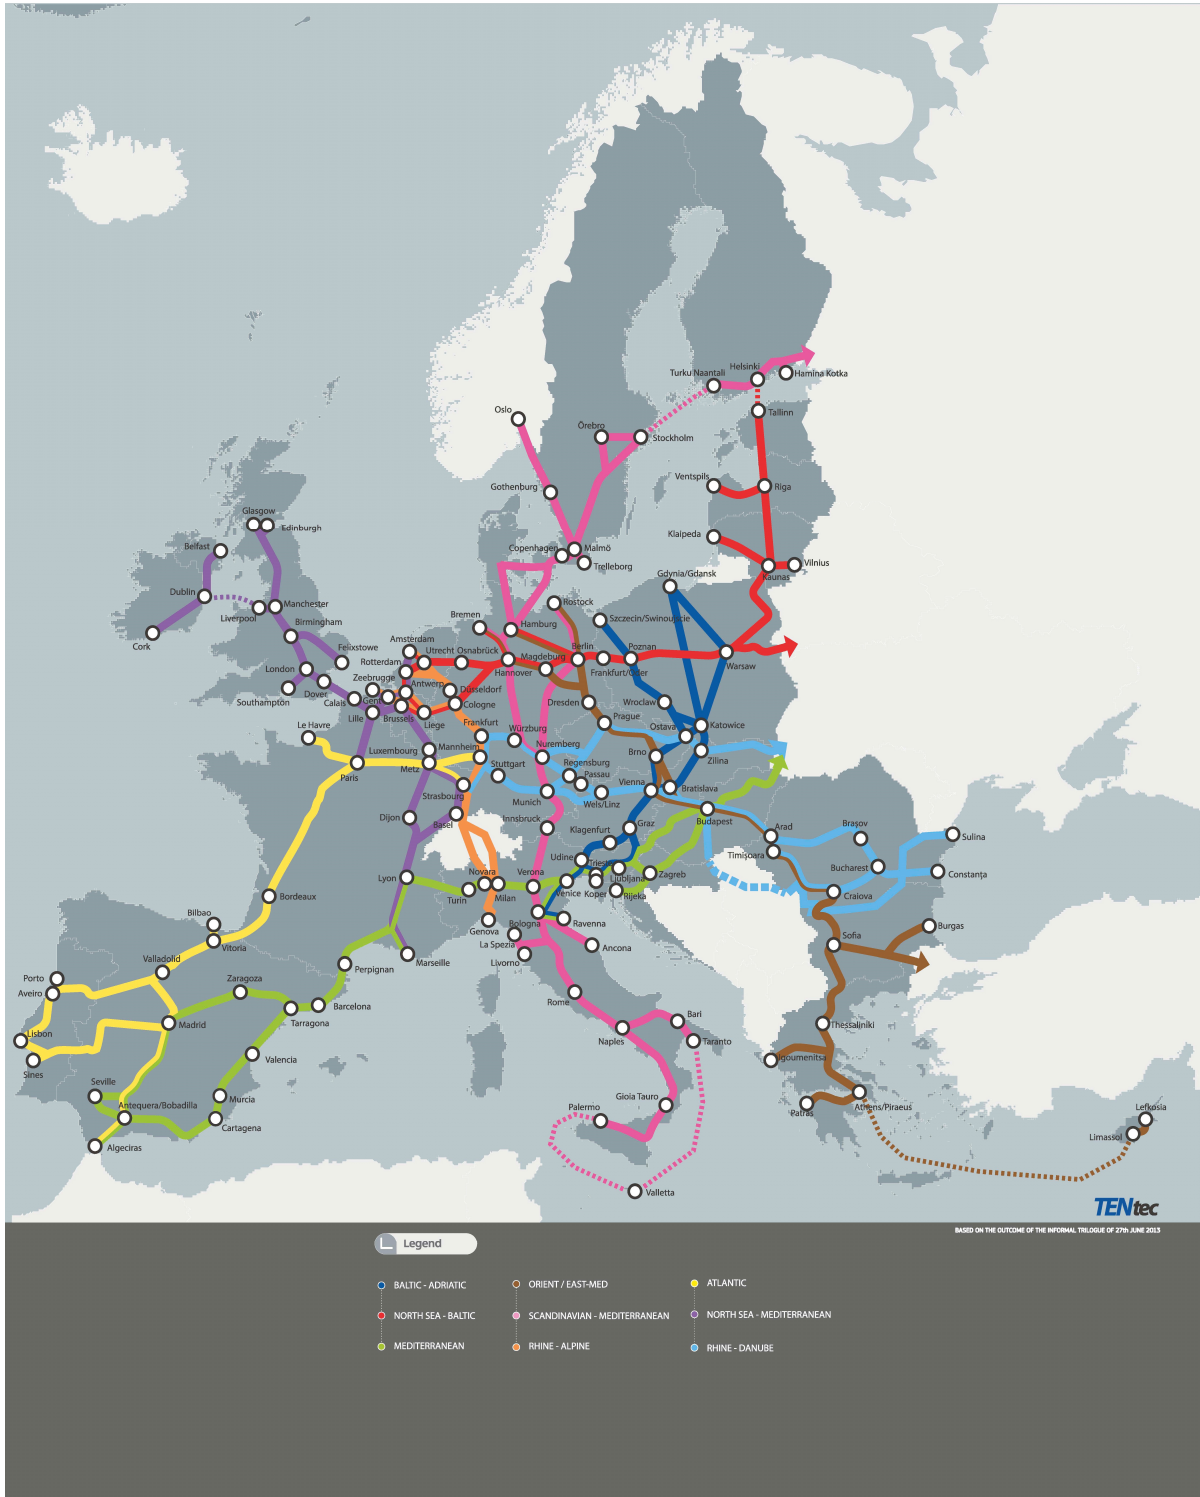 Helsinki
Turku Naantali
Hamina Kotka
Oslo
Tallinn
Örebro
Stockholm
Ventspils
Riga
Gothenburg
Glasgow
Edinburgh
Klaipeda
Belfast
Copenhagen
Malmö
Trelleborg
Vilnius
Kaunas
Gdynia/Gdansk
Dublin
Liverpool
Manchester
Rostock
Bremen
Hamburg
Szczecin/Swinoujscie
Birmingham
Cork
Felixstowe
Amsterdam
Utrecht
Osnabrück
Berlin
Poznan
Rotterdam
Magdeburg
Warsaw
London
Hannover
Frankfurt/Oder
Zeebrugge
Antwerp
Düsseldorf
Dover
Gent
Southampton
Calais
Cologne
Dresden
Wroclaw
Lille
Brussels
Liege
Prague
Le Havre
Frankfurt
Würzburg
Ostava
Katowice
Luxembourg
Mannheim
Nuremberg
Brno
Zilina
Paris
Metz
Stuttgart
Regensburg
Passau
Strasbourg
Vienna
Bratislava
Munich
Wels/Linz
Dijon
Basel
Innsbruck
Klagenfurt
Graz
Budapest
Arad
Braşov
Sulina
Timişoara
Udine
Trieste
Bucharest
Constanţa
Lyon
Novara
Verona
Ljubljana
Zagreb
Turin
Milan
Venice
Koper
Rijeka
Craiova
Bordeaux
Bilbao
Genova
Bologna
Ravenna
Burgas
Vitoria
La Spezia
Ancona
Sofia
Valladolid
Marseille
Livorno
Perpignan
Porto
Zaragoza
Aveiro
Rome
Barcelona
Madrid
Tarragona
Bari
Lisbon
Naples
Taranto
Thessaliniki
Sines
Valencia
Igoumenitsa
Seville
Murcia
Gioia Tauro
Antequera/Bobadilla
Palermo
Patras
Athens/Piraeus
Lefkosia
Cartagena
Limassol
Algeciras
Valletta
TENtec
BASED ON THE OUTCOME OF THE INFORMAL TRILOGUE OF 27th JUNE 2013
Legend
BALTIC - ADRIATIC
ORIENT / EAST-MED
ATLANTIC
NORTH SEA - BALTIC
SCANDINAVIAN - MEDITERRANEAN
NORTH SEA - MEDITERRANEAN
MEDITERRANEAN
RHINE - ALPINE
RHINE - DANUBE